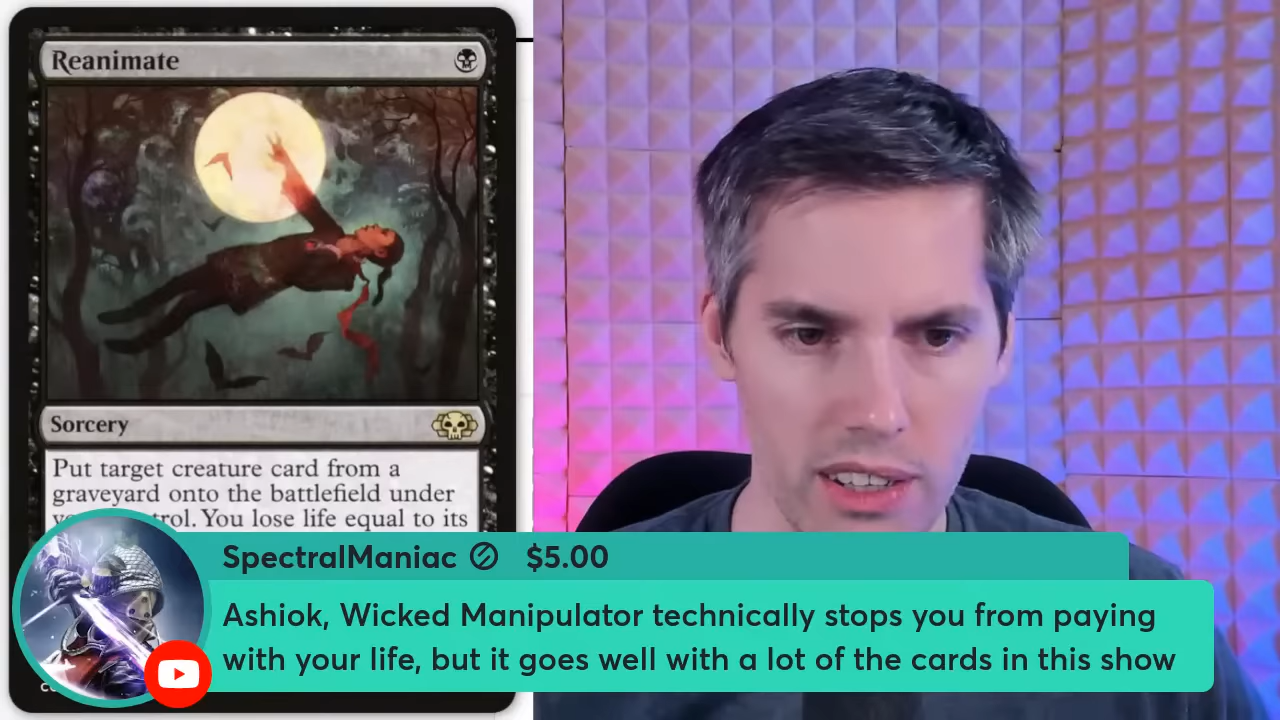 Reanimate
Sorcery
Put target creature card from a
graveyard onto the battlefield under
trol. You lose life equal to its
SpectralManiac $5.00
Ashiok, Wicked Manipulator technically stops you from paying
with your life, but it goes well with a lot of the cards in this show